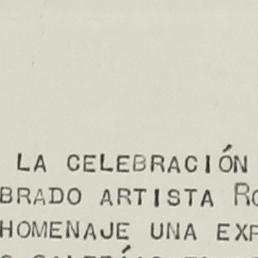 LA CELEBRACIÓN
BRADO ARTISTA RO
HOMENAJE UNA EXP